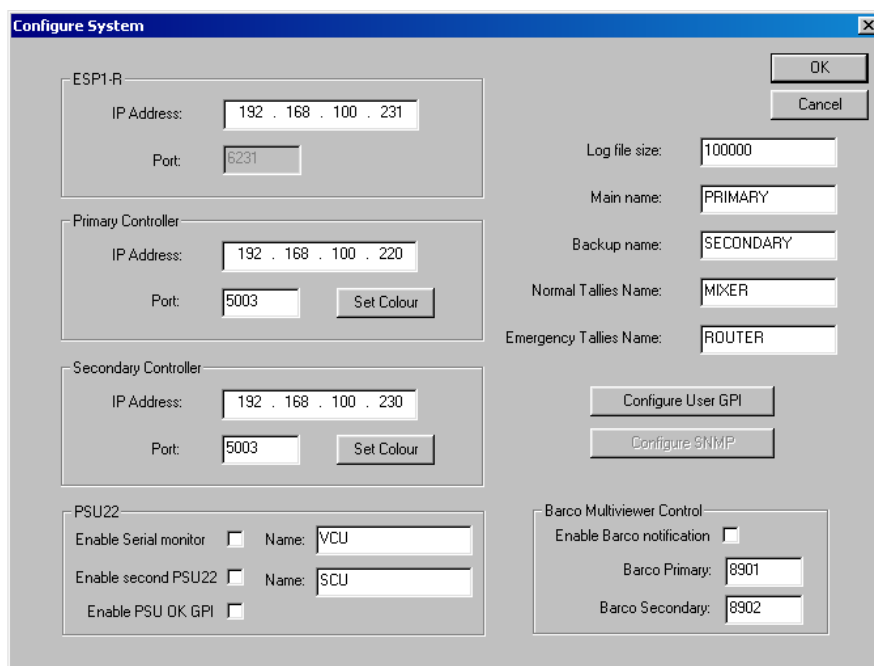 Configure System
ESP1-R
IP Address: 192 . 168 . 100 . 231
Port: 6231
Primary Controller
IP Address: 192 . 168 . 100 . 220
Port: 5003 Set Colour
Secondary Controller
IP Address: 192 . 168 . 100 . 230
Port: 5003 Set Colour
PSU22
Enable Serial monitor Name: VCU
Enable second PSU22 Name: SCU
Enable PSU OK GPI
OK
Cancel
Log file size: 100000
Main name: PRIMARY
Backup name: SECONDARY
Normal Tallies Name: MIXER
Emergency Tallies Name: ROUTER
Configure User GPI
Configure SNMP
Barco Multiviewer Control
Enable Barco notification
Barco Primary: 8901
Barco Secondary: 8902